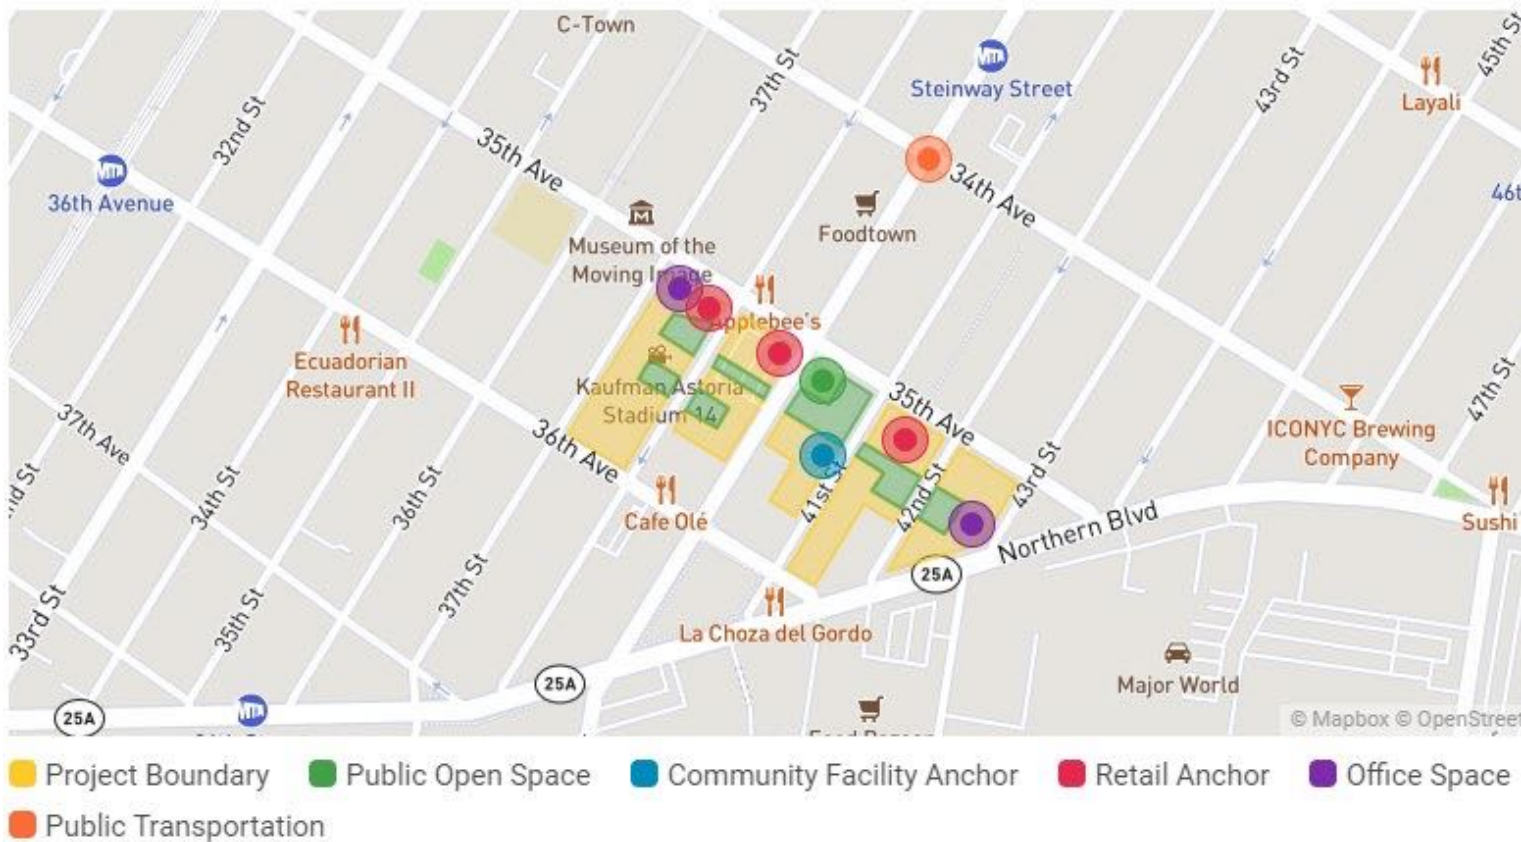 C-Town
37th St
Steinway Street
43rd St
45th St
Layali
32nd St
35th Ave
34th Ave
36th Avenue
Foodtown
Museum of the
Moving Image
Applebee's
Ecuadorian
Restaurant II
Kaufman Astoria
Stadium 14
35th Ave
47th St
ICONYC Brewing
Company
37th Ave
36th Ave
34th St
36th St
Cafe Olé
41st St
42nd St
43rd St
Northern Blvd
Sushi
25A
37th St
33rd St
35th St
La Choza del Gordo
25A
Major World
25A
© Mapbox © OpenStreet
Project Boundary
Public Open Space
Community Facility Anchor
Retail Anchor
Office Space
Public Transportation